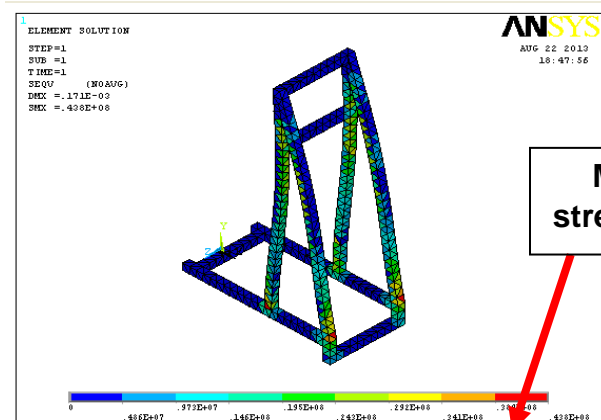 1
ELEMENT SOLUTION
STEP=1
SUB =1
TIME=1
SEQV (NOAVG)
DMX =.171E-03
SMX =.438E+08
ANSYS
AUG 22 2013
18:47:56
Y
Z
0 .973E+07 .195E+08 .292E+08
.486E+07 .146E+08 .243E+08 .341E+08 .438E+08